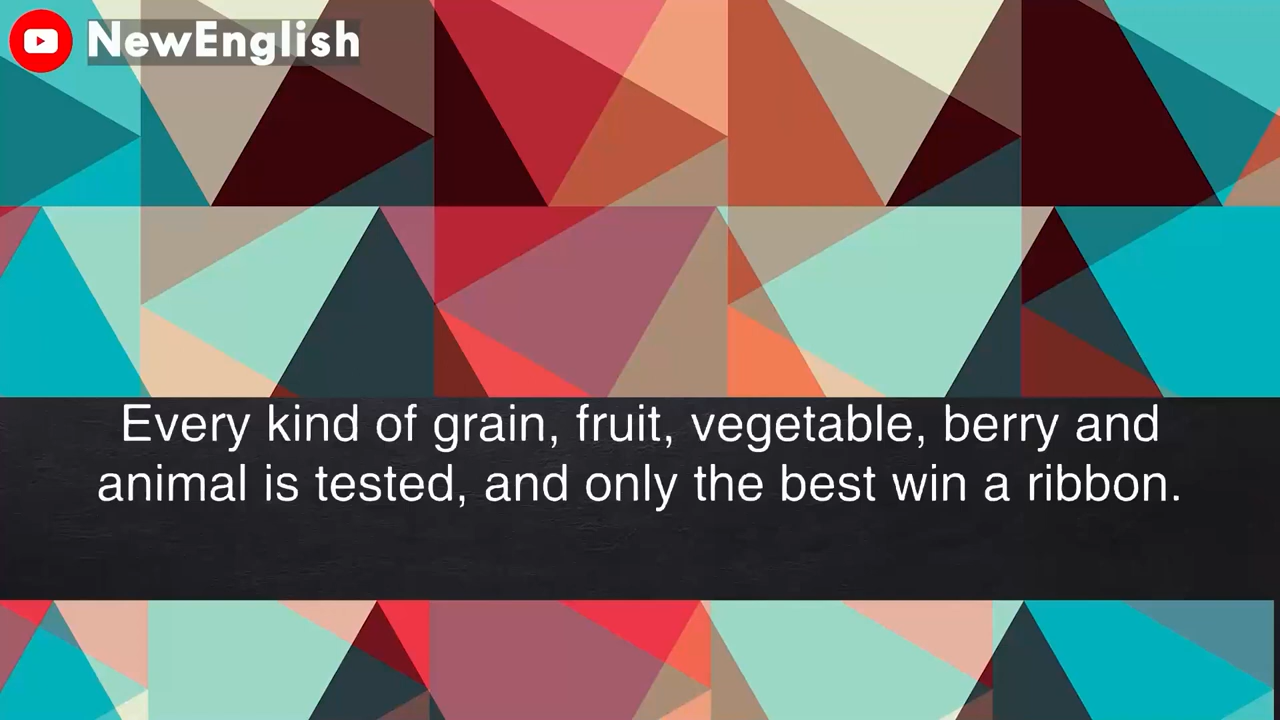 NewEnglish
Every kind of grain, fruit, vegetable, berry and
animal is tested, and only the best win a ribbon.